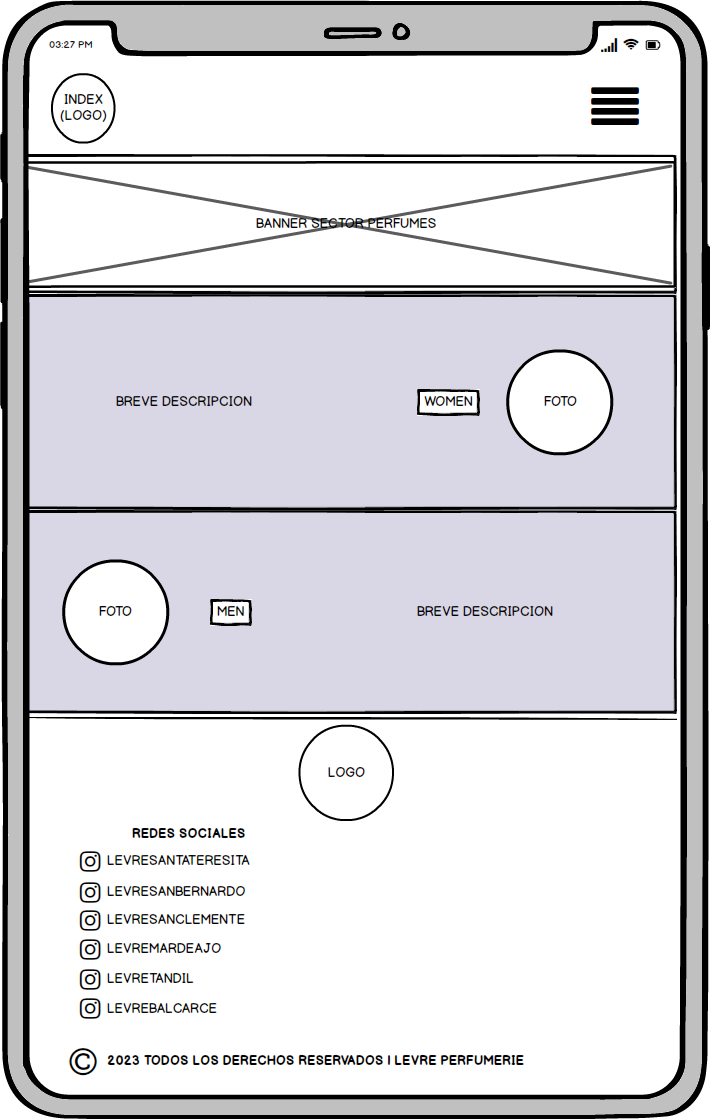 03:27 PM
INDEX
(LOGO)
BANNER SECTOR PERFUMES
BREVE DESCRIPCION
WOMEN
FOTO
FOTO
MEN
BREVE DESCRIPCION
LOGO
REDES SOCIALES
LEVRESANTATERESITA
LEVRESANBERNARDO
LEVRESANCLEMENTE
LEVREMARDEAJO
LEVRETANDIL
LEVREBALCARCE
© 2023 TODOS LOS DERECHOS RESERVADOS | LEVRE PERFUMERIE